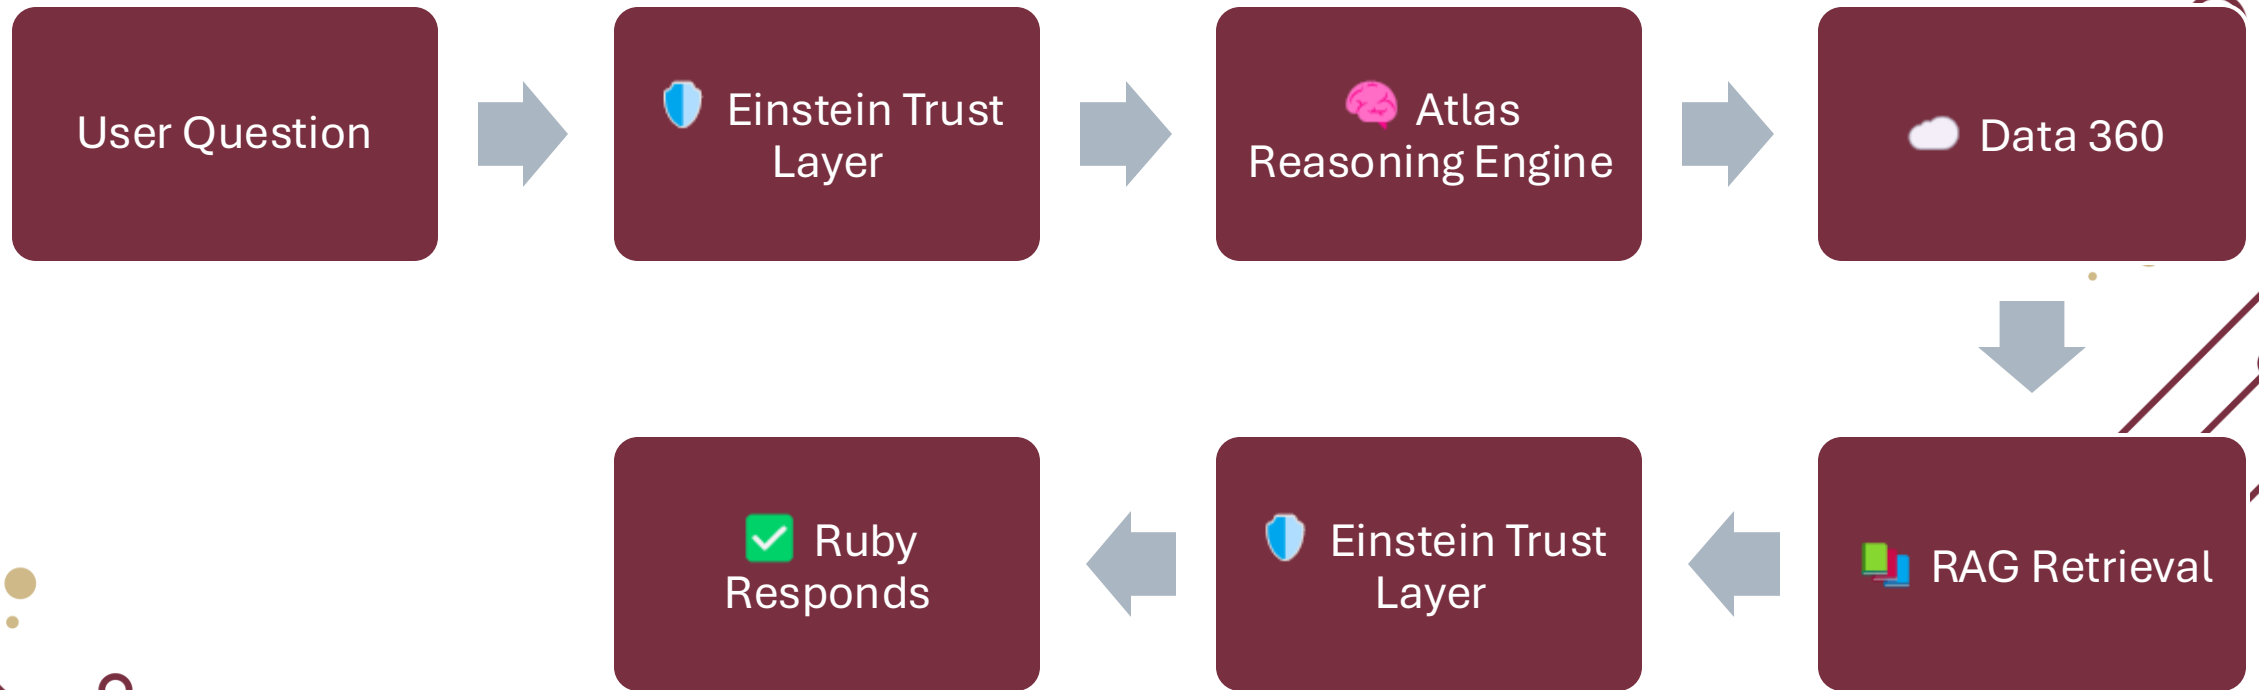 User Question
Einstein Trust
Layer
Atlas
Reasoning Engine
Data 360
RAG Retrieval
Einstein Trust
Layer
Ruby
Responds